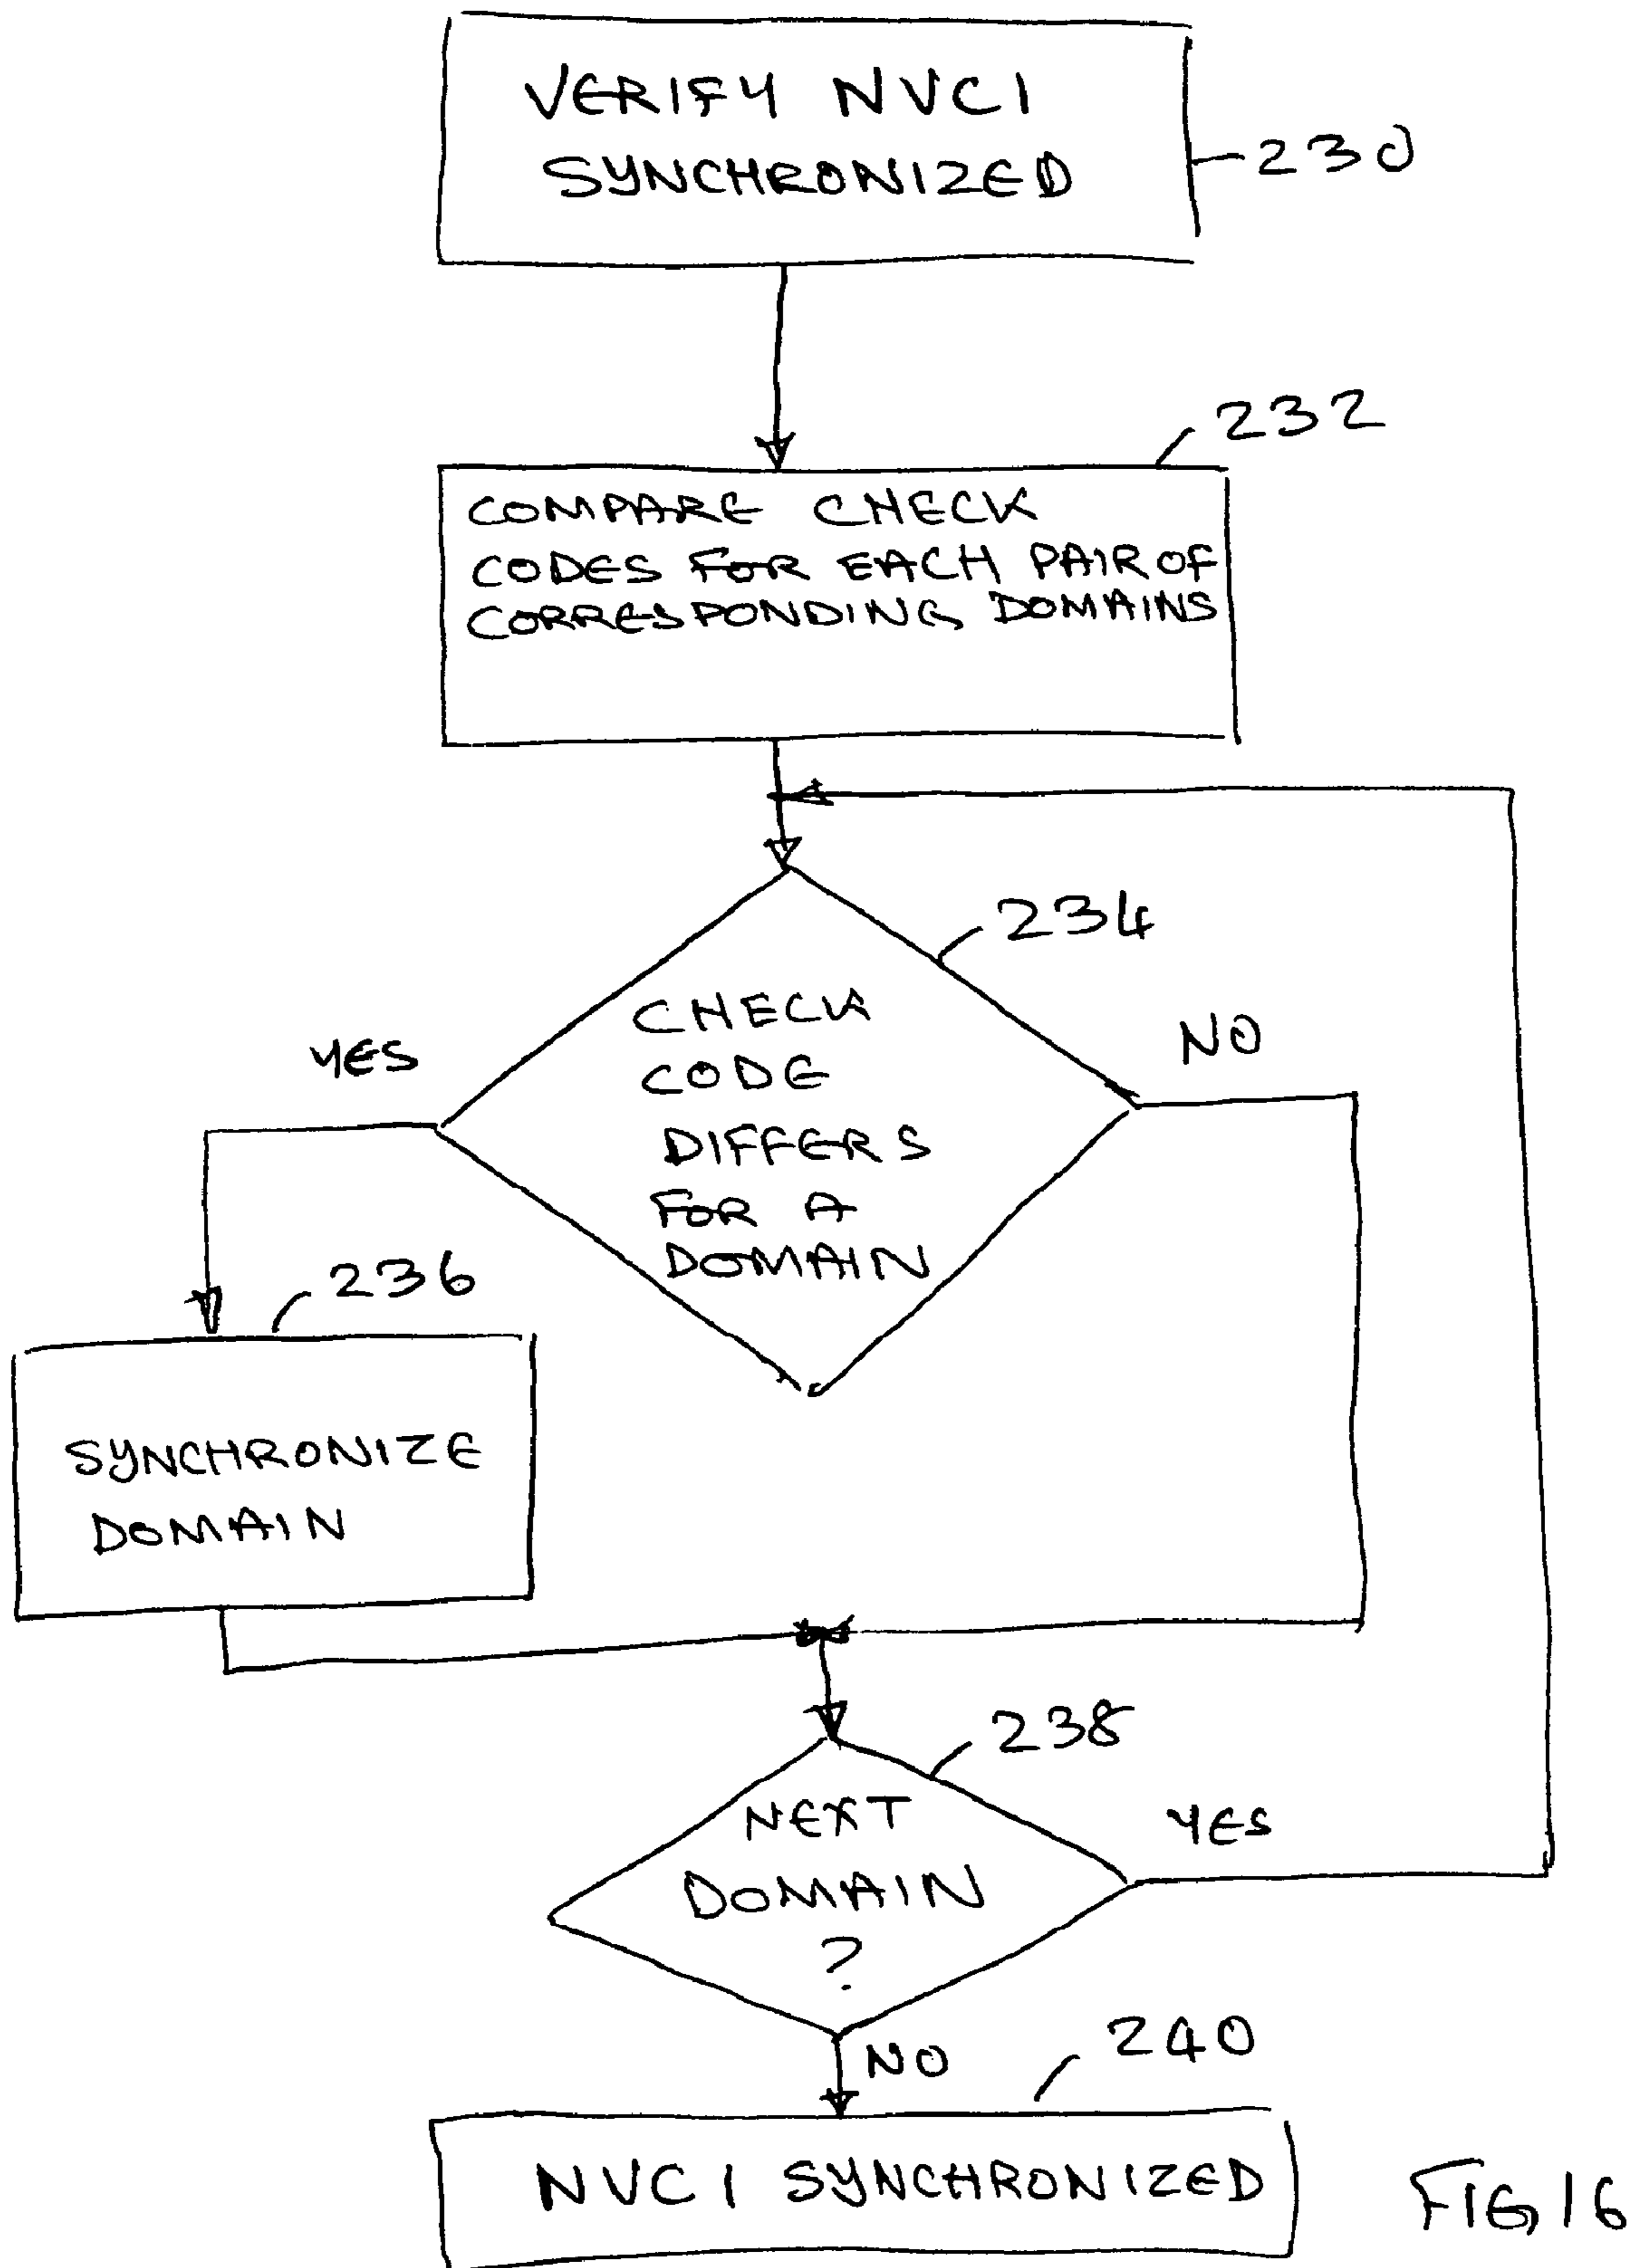 VERIFY NVCI
SYNCHRONIZED
230
232
COMPARE CHECK
CODES FOR EACH PAIR OF
CORRESPONDING DOMAINS
234
CHECK
CODE
DIFFERS
FOR A
DOMAIN
YES
NO
236
SYNCHRONIZE
DOMAIN
238
NEXT
DOMAIN
?
YES
NO
240
NVCI SYNCHRONIZED
FIG 16